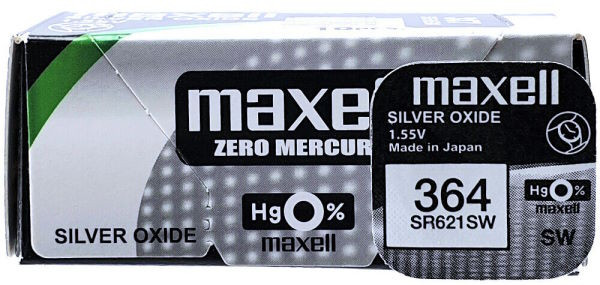 maxell
ZERO MERCUR
Hg0%
maxell
SILVER OXIDE
maxell
SILVER OXIDE
1.55V
Made in Japan
364
SR621SW
Hg0%
maxell
SW